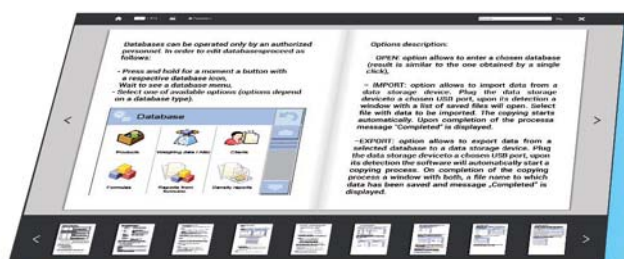 Databases can be operated only by an authorized
personnel. In order to edit databasesproceed as
follows:
- Press and hold for a moment a button with
a respective database icon,
Wait to see a database menu,
- Select one of available options (options depend
on a database type).
Database
Products
Weighing data / Alibi
Clients
Formulas
Reports from formulas
Density reports
Options description:
- OPEN: option allows to enter a chosen database
(result is similar to the one obtained by a single
click),
- IMPORT: option allows to import data from a
data storage device. Plug the data storage
deviceto a chosen USB port, upon its detection a
window with a list of saved files will open. Select
file with data to be imported. The copying starts
automatically. Upon completion of the processa
message "Completed" is displayed.
-EXPORT: option allows to export data from a
selected database to a data storage device. Plug
the data storage deviceto a chosen USB port, upon
its detection the software will automatically start a
copying process. On completion of the copying
process a window with both, a file name to which
data has been saved and message „Completed" is
displayed.